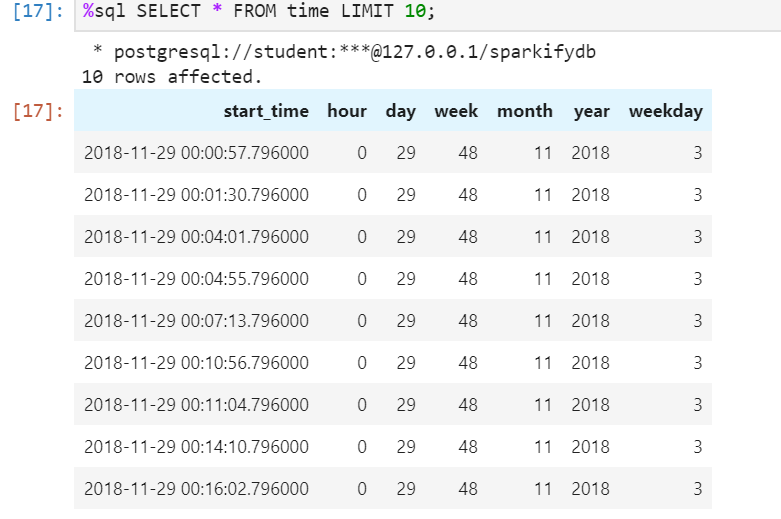 [17]: %sql SELECT * FROM time LIMIT 10;
* postgresql://student:***@127.0.0.1/sparkifydb
10 rows affected.
[17]: start_time hour day week month year weekday
2018-11-29 00:00:57.796000 0 29 48 11 2018 3
2018-11-29 00:01:30.796000 0 29 48 11 2018 3
2018-11-29 00:04:01.796000 0 29 48 11 2018 3
2018-11-29 00:04:55.796000 0 29 48 11 2018 3
2018-11-29 00:07:13.796000 0 29 48 11 2018 3
2018-11-29 00:10:56.796000 0 29 48 11 2018 3
2018-11-29 00:11:04.796000 0 29 48 11 2018 3
2018-11-29 00:14:10.796000 0 29 48 11 2018 3
2018-11-29 00:16:02.796000 0 29 48 11 2018 3